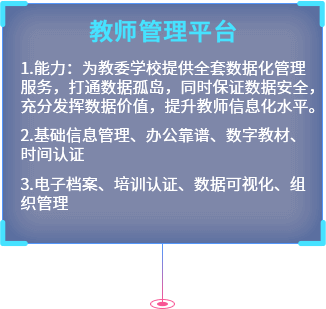 教师管理平台
1.能力：为教委学校提供全套数据化管理
服务，打通数据孤岛，同时保证数据安全，
充分发挥数据价值，提升教师信息化水平。
2.基础信息管理、办公靠谱、数字教材、
时间认证
3.电子档案、培训认证、数据可视化、组
织管理